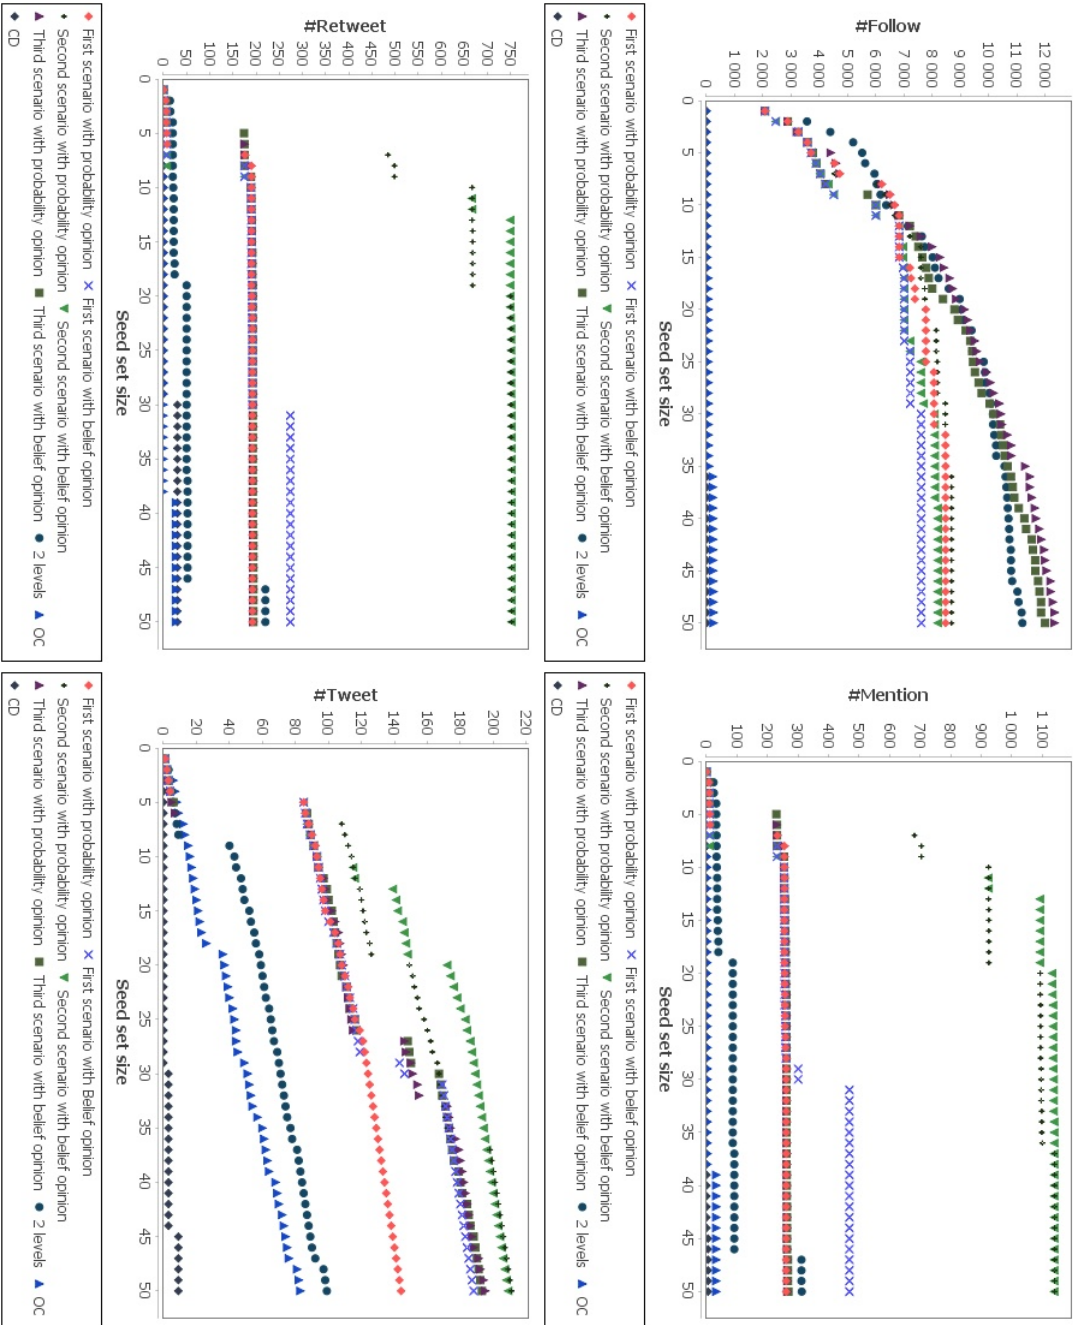 #Follow
12 000
11 000
10 000
9 000
8 000
7 000
6 000
5 000
4 000
3 000
2 000
1 000
0
0 5 10 15 20 25 30 35 40 45 50
Seed set size
First scenario with probability opinion First scenario with belief opinion
Second scenario with probability opinion Second scenario with belief opinion
Third scenario with probability opinion Third scenario with belief opinion 2 levels OC
CD
#Mention
1 100
1 000
900
800
700
600
500
400
300
200
100
0
0 5 10 15 20 25 30 35 40 45 50
Seed set size
First scenario with probability opinion First scenario with belief opinion
Second scenario with probability opinion Second scenario with belief opinion
Third scenario with probability opinion Third scenario with belief opinion 2 levels OC
CD
#Retweet
750
700
650
600
550
500
450
400
350
300
250
200
150
100
50
0
0 5 10 15 20 25 30 35 40 45 50
Seed set size
First scenario with probability opinion First scenario with belief opinion
Second scenario with probability opinion Second scenario with belief opinion
Third scenario with probability opinion Third scenario with belief opinion 2 levels OC
CD
#Tweet
220
200
180
160
140
120
100
80
60
40
20
0
0 5 10 15 20 25 30 35 40 45 50
Seed set size
First scenario with probability opinion First scenario with Belief opinion
Second scenario with probability opinion Second scenario with belief opinion
Third scenario with probability opinion Third scenario with belief opinion 2 levels OC
CD